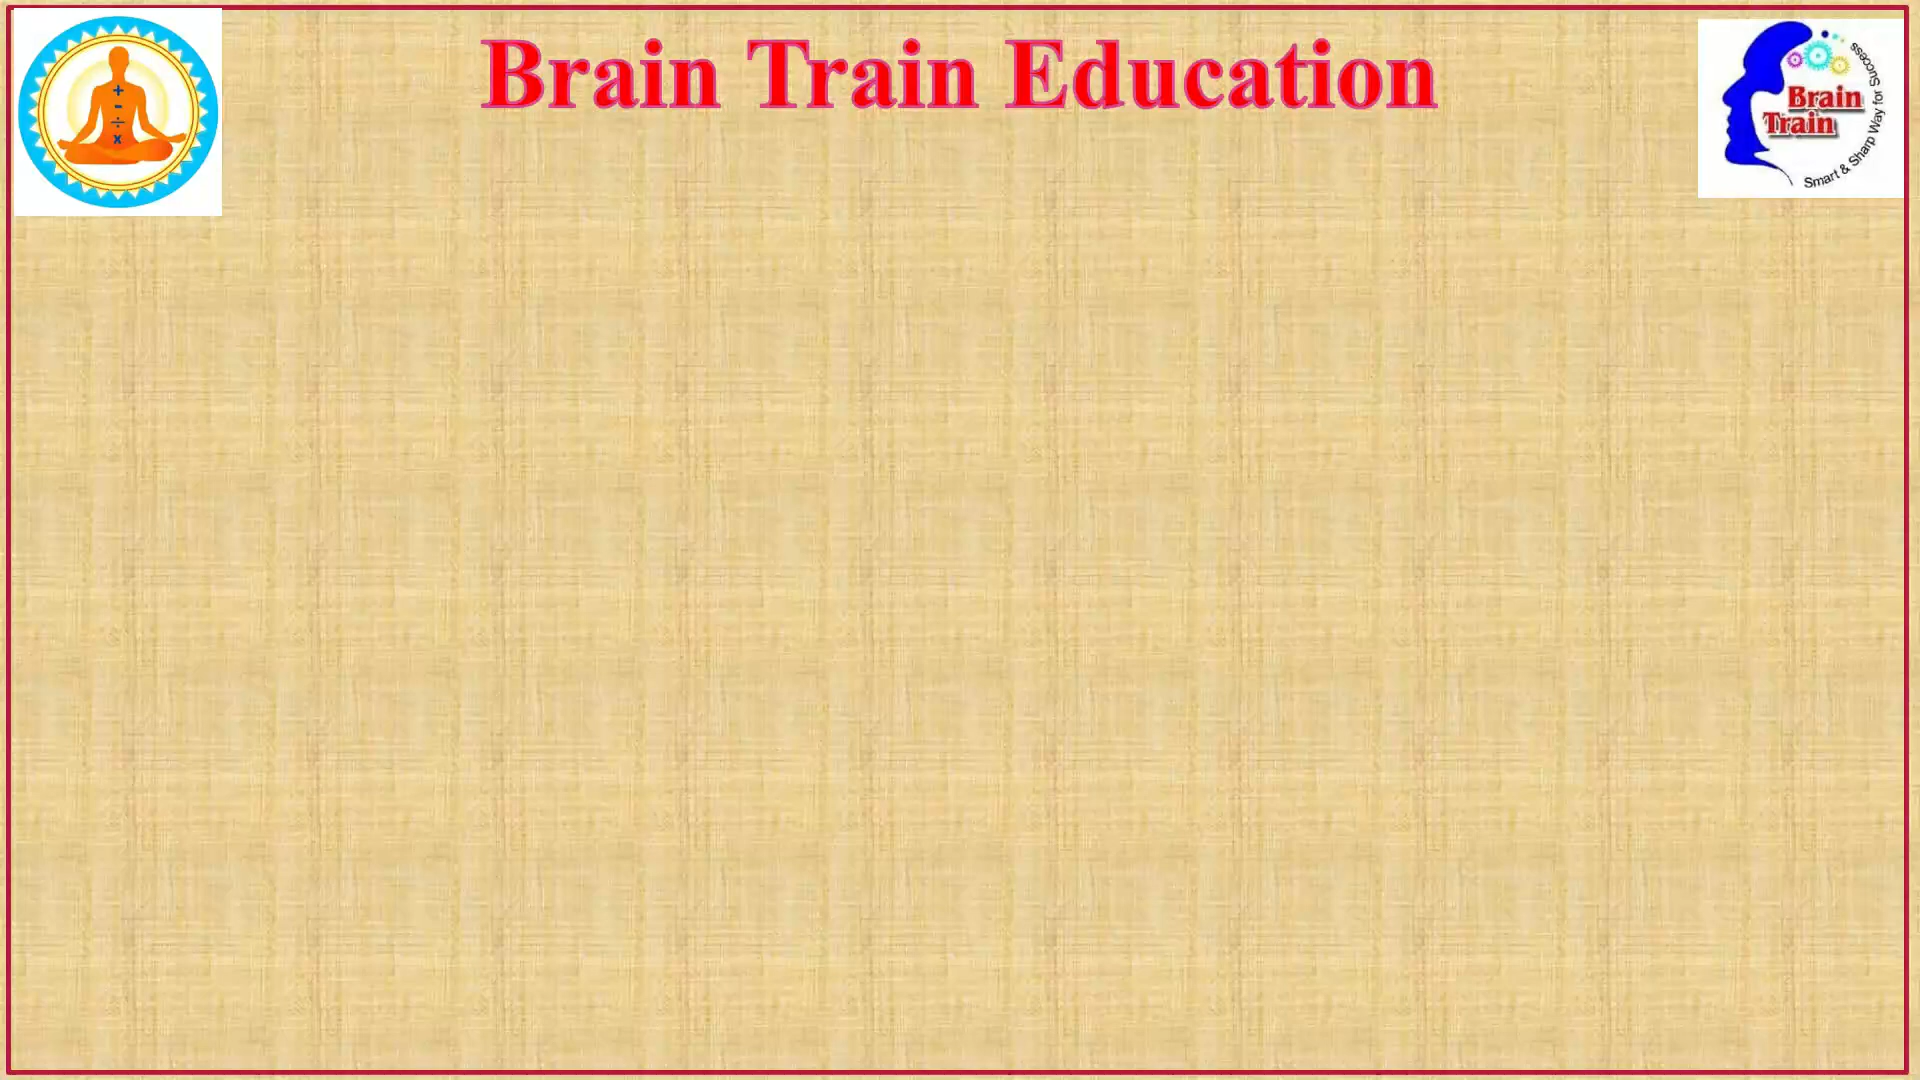 Brain Train Education
+
-
÷
x
Brain
Train
Smart & Sharp Way for Success